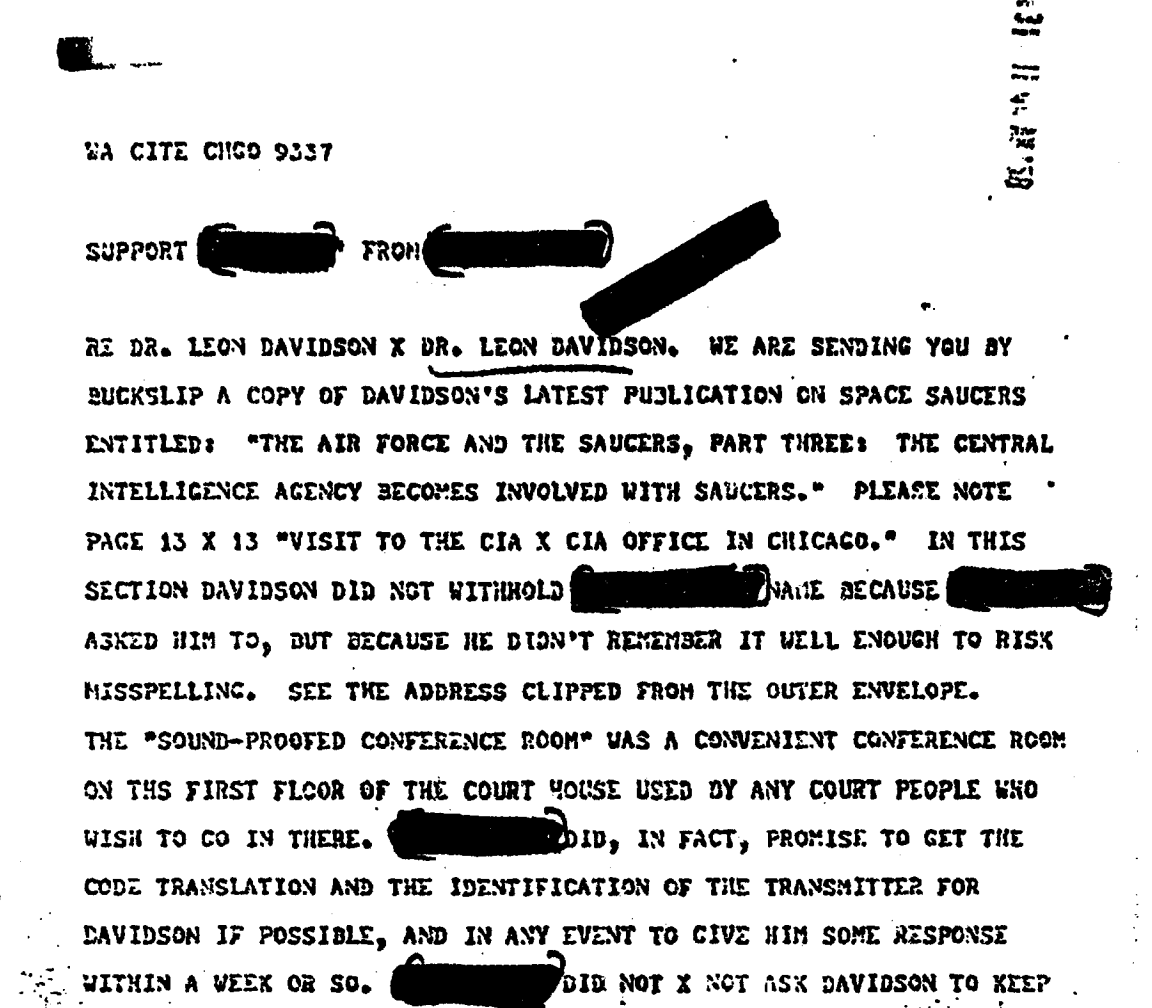 WA CITE CHGO 9337
SUPPORT FROM
RE DR. LEON DAVIDSON X DR. LEON DAVIDSON. WE ARE SENDING YOU BY
BUCKSLIP A COPY OF DAVIDSON'S LATEST PUBLICATION ON SPACE SAUCERS
ENTITLED: "THE AIR FORCE AND THE SAUCERS, PART THREE: THE CENTRAL
INTELLIGENCE AGENCY BECOMES INVOLVED WITH SAUCERS." PLEASE NOTE
PAGE 13 X 13 "VISIT TO THE CIA X CIA OFFICE IN CHICAGO." IN THIS
SECTION DAVIDSON DID NOT WITHHOLD NAME BECAUSE
ASKED HIM TO, BUT BECAUSE HE DIDN'T REMEMBER IT WELL ENOUGH TO RISK
MISSPELLING. SEE THE ADDRESS CLIPPED FROM THE OUTER ENVELOPE.
THE "SOUND-PROOFED CONFERENCE ROOM" WAS A CONVENIENT CONFERENCE ROOM
ON THS FIRST FLOOR OF THE COURT HOUSE USED BY ANY COURT PEOPLE WHO
WISH TO GO IN THERE. DID, IN FACT, PROMISE TO GET THE
CODE TRANSLATION AND THE IDENTIFICATION OF THE TRANSMITTER FOR
DAVIDSON IF POSSIBLE, AND IN ANY EVENT TO GIVE HIM SOME RESPONSE
WITHIN A WEEK OR SO. DID NOT X NOT ASK DAVIDSON TO KEEP